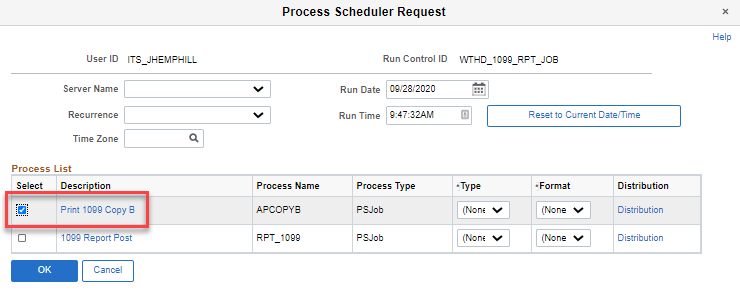 Process Scheduler Request ×
Help
User ID ITS_JHEMPHILL Run Control ID WTHD_1099_RPT_JOB
Server Name Run Date 09/28/2020
Recurrence Run Time 9:47:32AM Reset to Current Date/Time
Time Zone
Process List
Select Description Process Name Process Type *Type *Format Distribution
Print 1099 Copy B APCOPYB PSJob (None (None Distribution
1099 Report Post RPT_1099 PSJob (None (None Distribution
OK Cancel